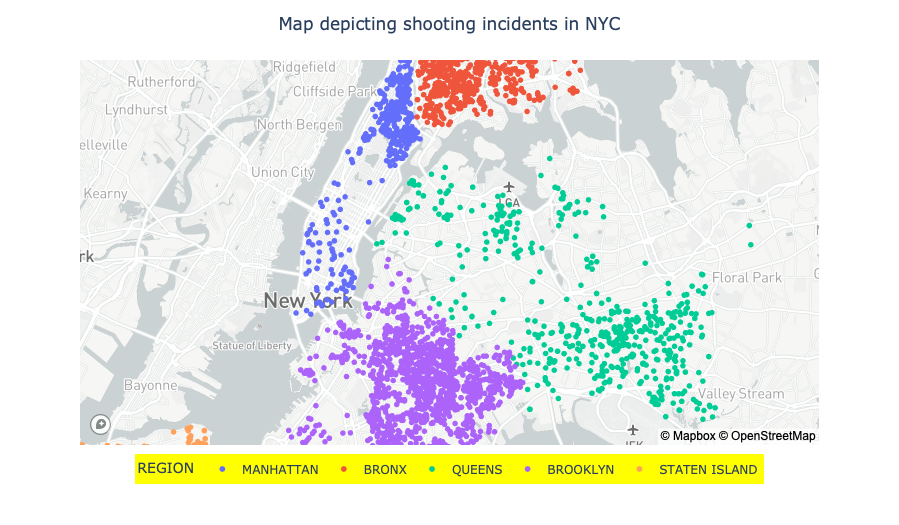 Map depicting shooting incidents in NYC
Ridgefield
Rutherford
Cliffside Park
Lyndhurst
North Bergen
elleville
Union City
Kearny
LGA
rk
Floral Park
New York
Statue of Liberty
Bayonne
Valley Stream
JFK
© Mapbox © OpenStreetMap
REGION MANHATTAN BRONX QUEENS BROOKLYN STATEN ISLAND